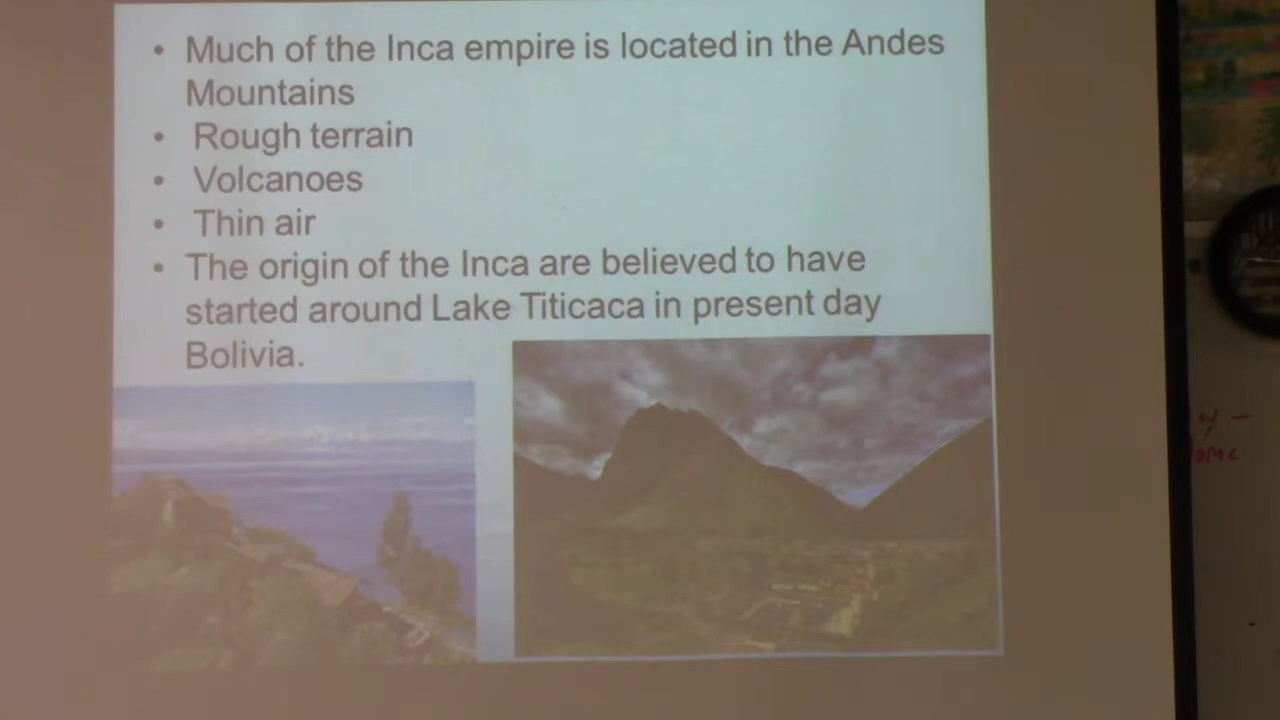 • Much of the Inca empire is located in the Andes
Mountains
• Rough terrain
• Volcanoes
• Thin air
• The origin of the Inca are believed to have
started around Lake Titicaca in present day
Bolivia.